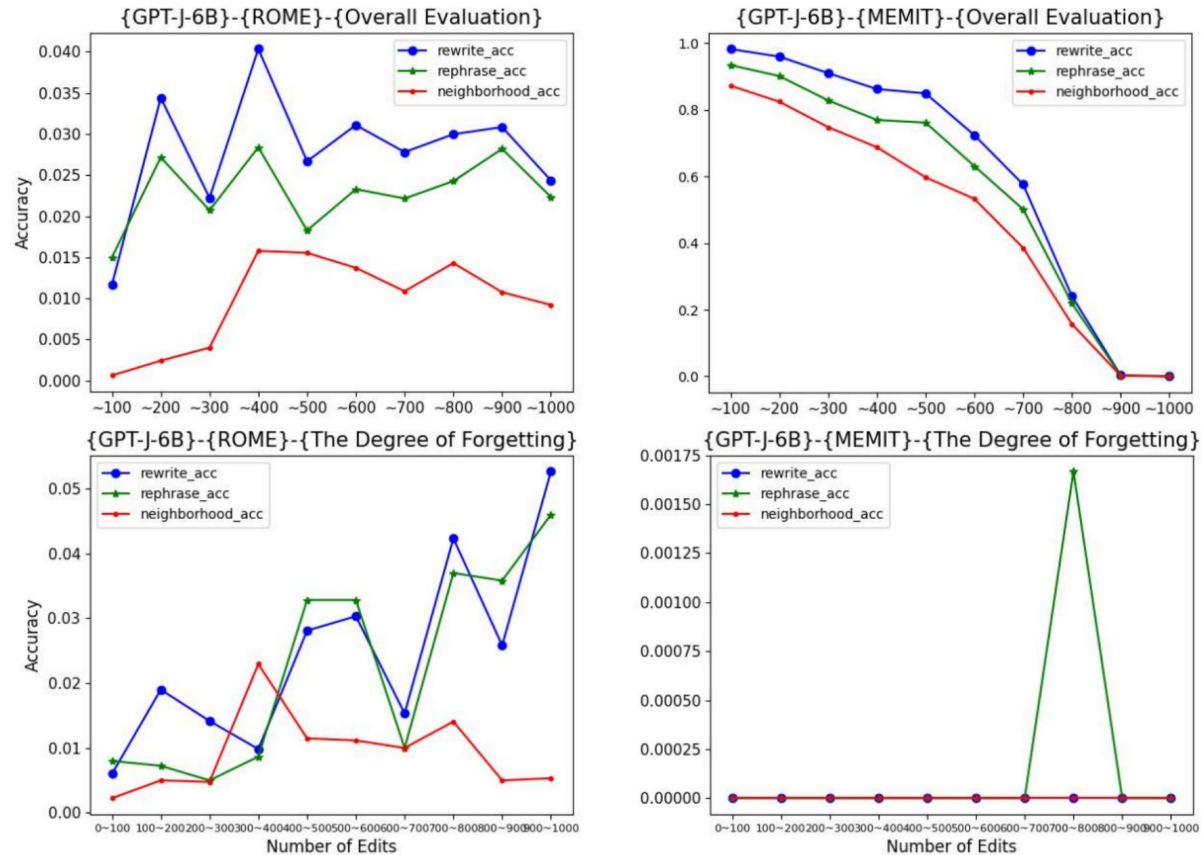 {GPT-J-6B}-{ROME}-{Overall Evaluation}
rewrite_acc
rephrase_acc
neighborhood_acc
Accuracy
0.040
0.035
0.030
0.025
0.020
0.015
0.010
0.005
0.000
~100 ~200 ~300 ~400 ~500 ~600 ~700 ~800 ~900 ~1000
{GPT-J-6B}-{MEMIT}-{Overall Evaluation}
rewrite_acc
rephrase_acc
neighborhood_acc
1.0
0.8
0.6
0.4
0.2
0.0
~100 ~200 ~300 ~400 ~500 ~600 ~700 ~800 ~900 ~1000
{GPT-J-6B}-{ROME}-{The Degree of Forgetting}
rewrite_acc
rephrase_acc
neighborhood_acc
Accuracy
0.05
0.04
0.03
0.02
0.01
0.00
0~100 100~200 200~300 300~400 400~500 500~600 600~700 700~800 800~900 900~1000
Number of Edits
{GPT-J-6B}-{MEMIT}-{The Degree of Forgetting}
rewrite_acc
rephrase_acc
neighborhood_acc
0.00175
0.00150
0.00125
0.00100
0.00075
0.00050
0.00025
0.00000
0~100 100~200 200~300 300~400 400~500 500~600 600~700 700~800 800~900 900~1000
Number of Edits